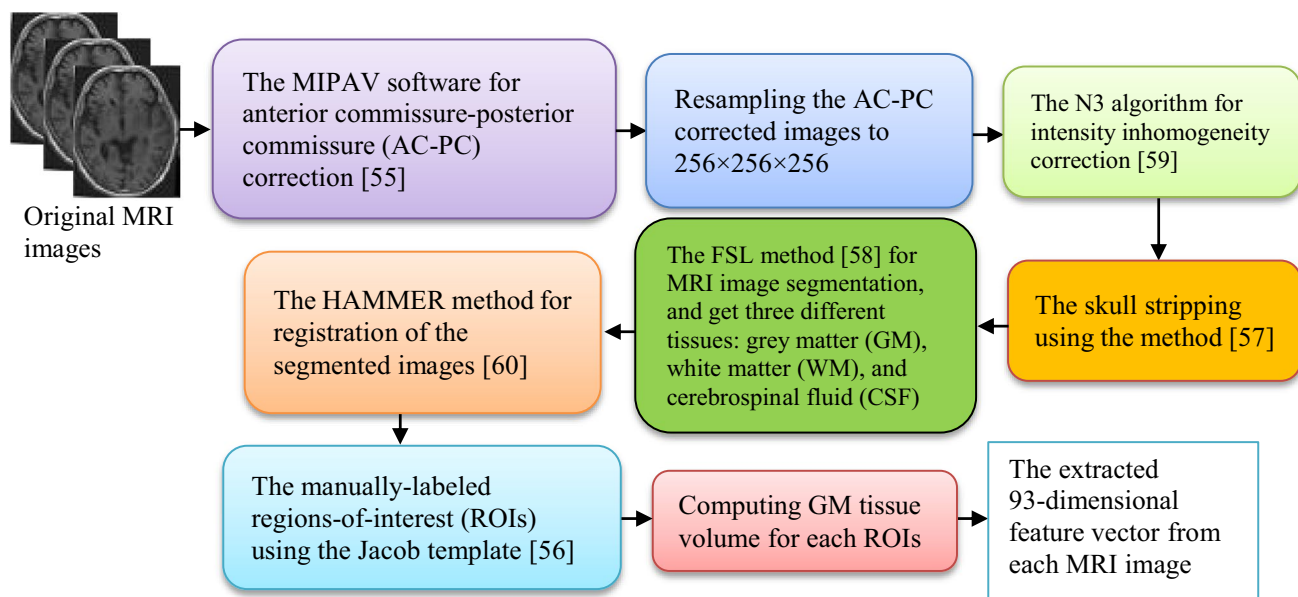 Original MRI
images
The MIPAV software for
anterior commissure-posterior
commissure (AC-PC)
correction [55]
Resampling the AC-PC
corrected images to
256×256×256
The N3 algorithm for
intensity inhomogeneity
correction [59]
The skull stripping
using the method [57]
The FSL method [58] for
MRI image segmentation,
and get three different
tissues: grey matter (GM),
white matter (WM), and
cerebrospinal fluid (CSF)
The HAMMER method for
registration of the
segmented images [60]
The manually-labeled
regions-of-interest (ROIs)
using the Jacob template [56]
Computing GM tissue
volume for each ROIs
The extracted
93-dimensional
feature vector from
each MRI image